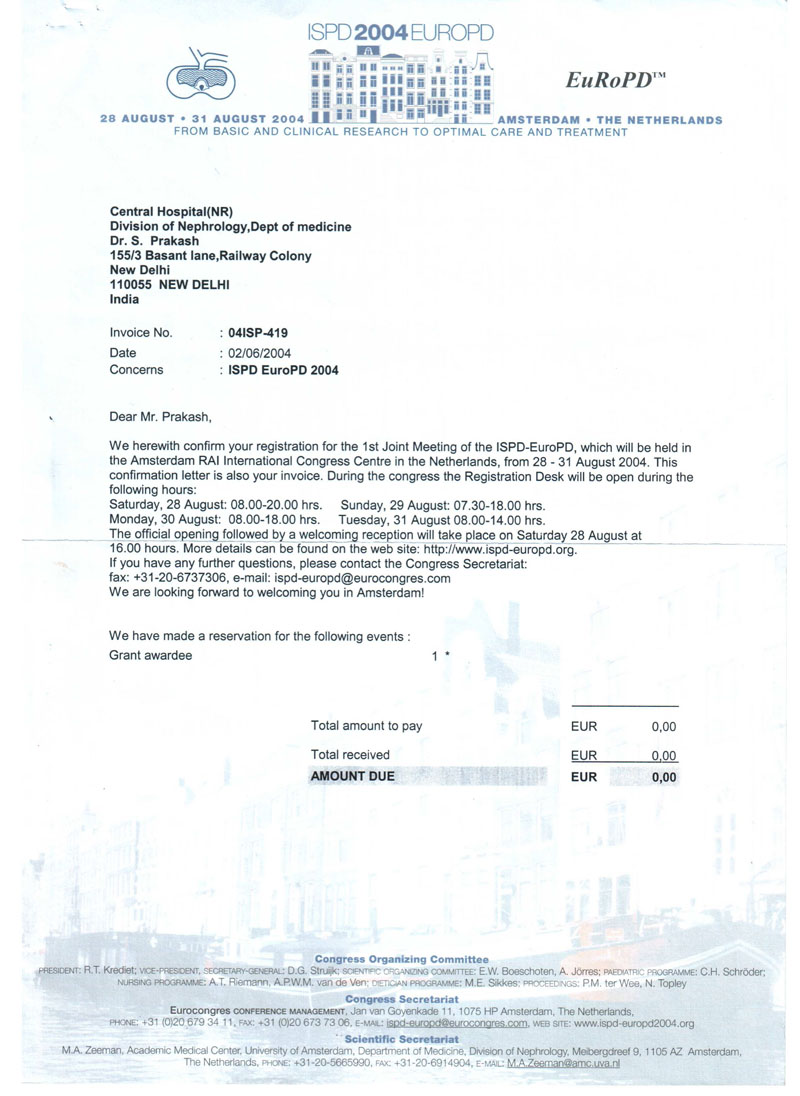 ISPD 2004 EUROPD
EuRoPD™
28 AUGUST • 31 AUGUST 2004 AMSTERDAM • THE NETHERLANDS
FROM BASIC AND CLINICAL RESEARCH TO OPTIMAL CARE AND TREATMENT
Central Hospital(NR)
Division of Nephrology,Dept of medicine
Dr. S. Prakash
155/3 Basant lane,Railway Colony
New Delhi
110055 NEW DELHI
India
Invoice No. : 04ISP-419
Date : 02/06/2004
Concerns : ISPD EuroPD 2004
Dear Mr. Prakash,
We herewith confirm your registration for the 1st Joint Meeting of the ISPD-EuroPD, which will be held in
the Amsterdam RAI International Congress Centre in the Netherlands, from 28 - 31 August 2004. This
confirmation letter is also your invoice. During the congress the Registration Desk will be open during the
following hours:
Saturday, 28 August: 08.00-20.00 hrs. Sunday, 29 August: 07.30-18.00 hrs.
Monday, 30 August: 08.00-18.00 hrs. Tuesday, 31 August 08.00-14.00 hrs.
The official opening followed by a welcoming reception will take place on Saturday 28 August at
16.00 hours. More details can be found on the web site: http://www.ispd-europd.org.
If you have any further questions, please contact the Congress Secretariat:
fax: +31-20-6737306, e-mail: ispd-europd@eurocongres.com
We are looking forward to welcoming you in Amsterdam!
We have made a reservation for the following events :
Grant awardee 1 *
Total amount to pay EUR 0,00
Total received EUR 0,00
AMOUNT DUE EUR 0,00
Congress Organizing Committee
PRESIDENT: R.T. Krediet; VICE-PRESIDENT, SECRETARY-GENERAL: D.G. Struijk; SCIENTIFIC ORGANIZING COMMITTEE: E.W. Boeschoten, A. Jörres; PAEDIATRIC PROGRAMME: C.H. Schröder;
NURSING PROGRAMME: A.T. Riemann, A.P.W.M. van de Ven; DIETICIAN PROGRAMME: M.E. Sikkes; PROCEEDINGS: P.M. ter Wee, N. Topley
Congress Secretariat
Eurocongres CONFERENCE MANAGEMENT, Jan van Goyenkade 11, 1075 HP Amsterdam, The Netherlands,
PHONE: +31 (0)20 679 34 11, FAX: +31 (0)20 673 73 06, E-MAIL: ispd-europd@eurocongres.com, WEB SITE: www.ispd-europd2004.org
Scientific Secretariat
M.A. Zeeman, Academic Medical Center, University of Amsterdam, Department of Medicine, Division of Nephrology, Meibergdreef 9, 1105 AZ Amsterdam,
The Netherlands, PHONE: +31-20-5665990, FAX: +31-20-6914904, E-MAIL: M.A.Zeeman@amc.uva.nl